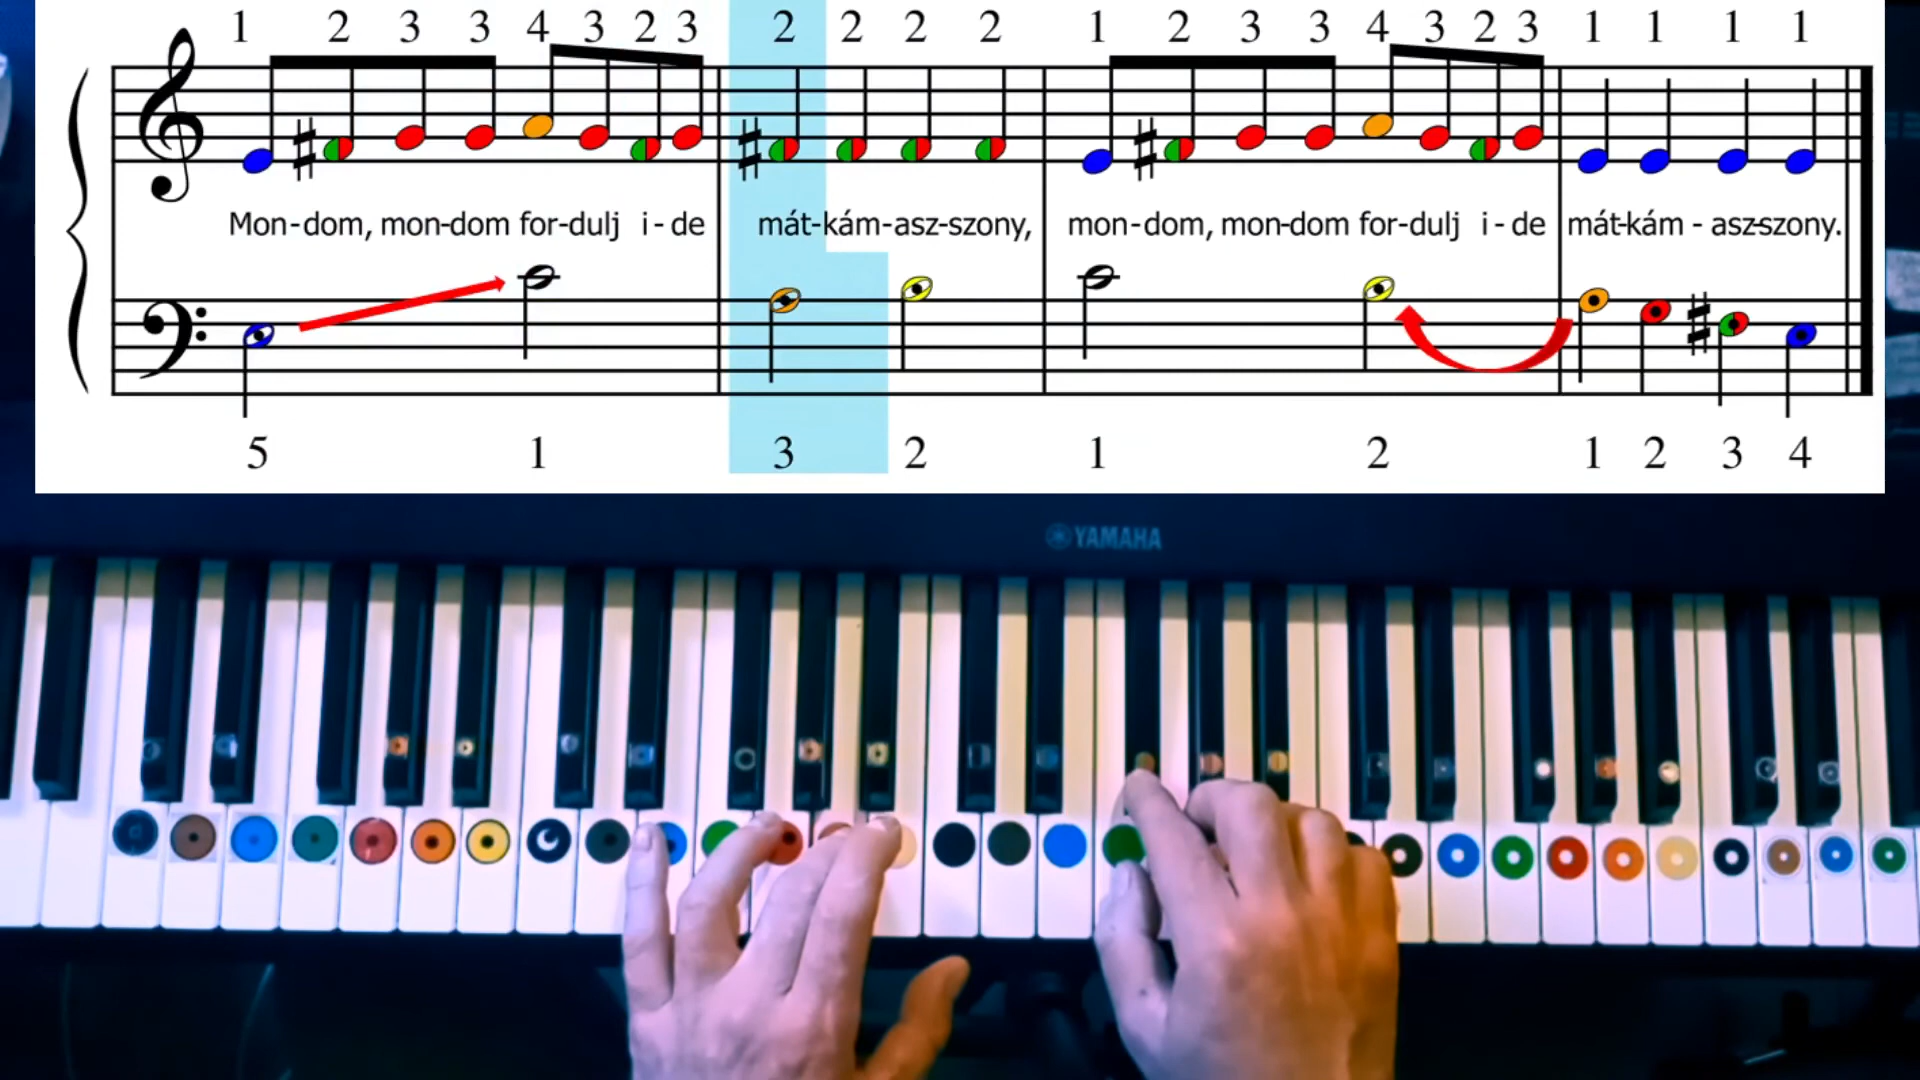 1 2 3 3 4 3 2 3 2 2 2 2 1 2 3 3 4 3 2 3 1 1 1 1
Mon-dom, mon-dom for-dulj i-de mát-kám-asz-szony, mon-dom, mon-dom for-dulj i-de mát-kám - asz-szony.
5 1 3 2 1 2 1 2 3 4
YAMAHA